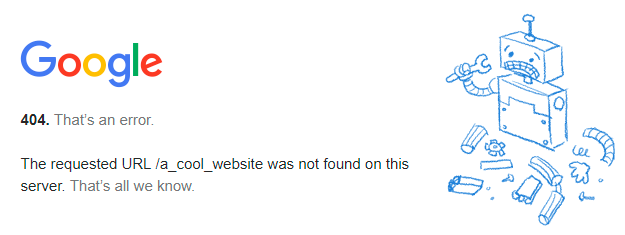 Google
404. That's an error.
The requested URL /a_cool_website was not found on this
server. That's all we know.